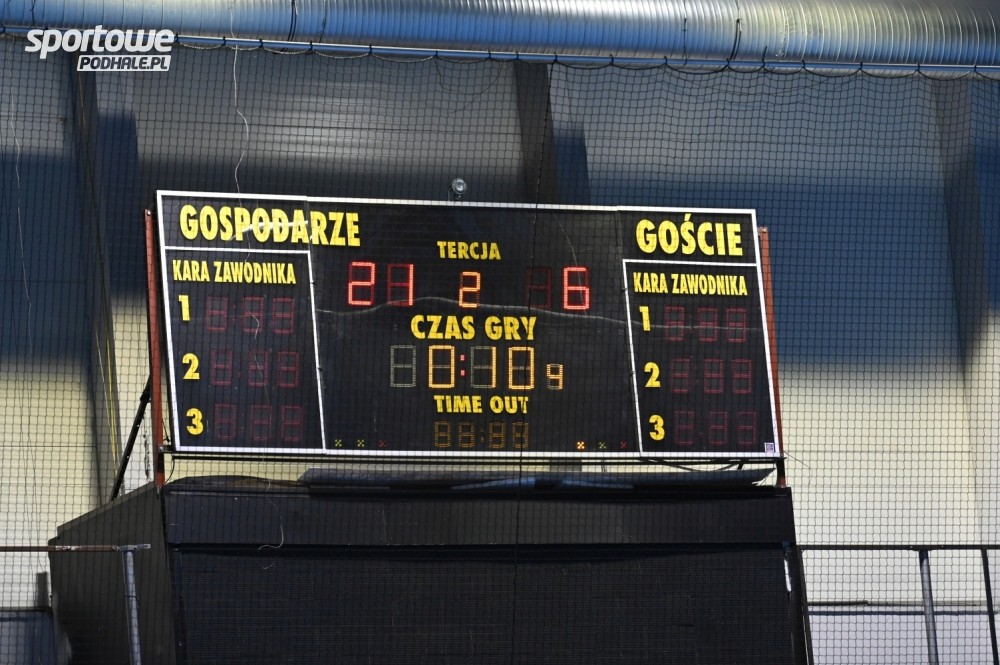 sportowe
PODHALE.PL
GOSPODARZE
GOŚCIE
TERCJA
KARA ZAWODNIKA
KARA ZAWODNIKA
21 2 6
1
1
CZAS GRY
0:10 9
2
2
TIME OUT
3
3